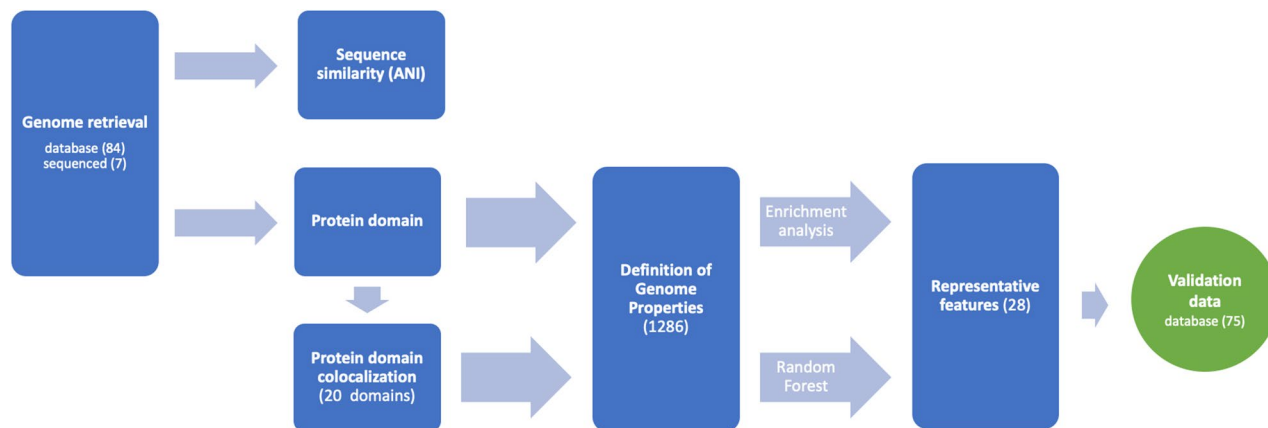 Genome retrieval
database (84)
sequenced (7)
Sequence
similarity (ANI)
Protein domain
Protein domain
colocalization
(20 domains)
Definition of
Genome
Properties
(1286)
Enrichment
analysis
Random
Forest
Representative
features (28)
Validation
data
database (75)